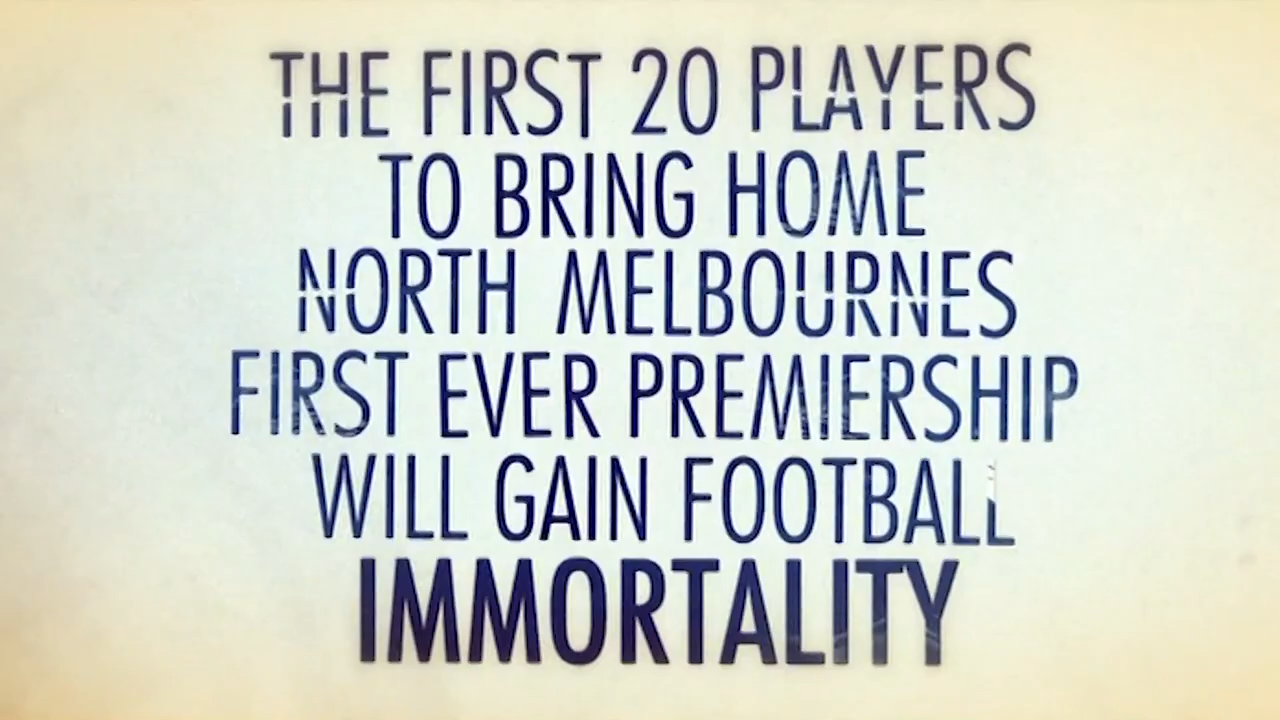 THE FIRST 20 PLAYERS
TO BRING HOME
NORTH MELBOURNES
FIRST EVER PREMIERSHIP
WILL GAIN FOOTBALL
IMMORTALITY